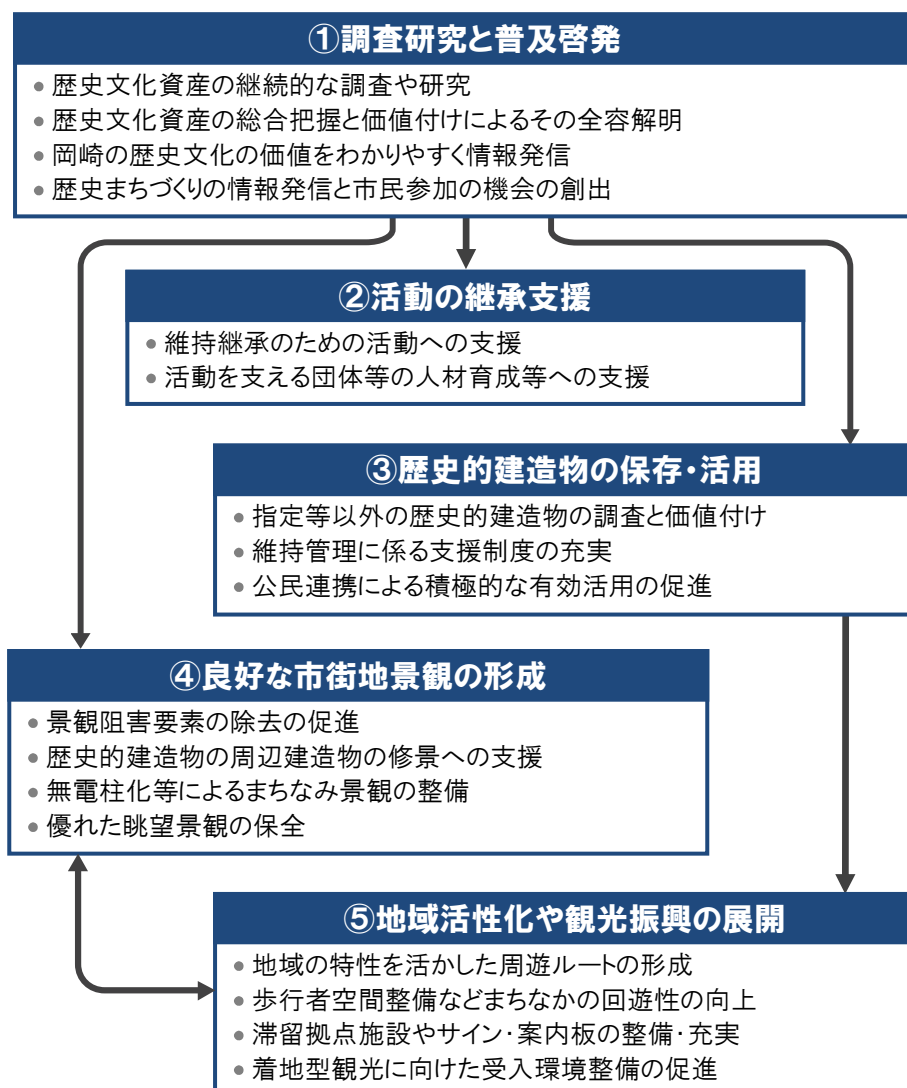 ①調査研究と普及啓発
● 歴史文化資産の継続的な調査や研究
● 歴史文化資産の総合把握と価値付けによるその全容解明
● 岡崎の歴史文化の価値をわかりやすく情報発信
● 歴史まちづくりの情報発信と市民参加の機会の創出
②活動の継承支援
● 維持継承のための活動への支援
● 活動を支える団体等の人材育成等への支援
③歴史的建造物の保存・活用
● 指定等以外の歴史的建造物の調査と価値付け
● 維持管理に係る支援制度の充実
● 公民連携による積極的な有効活用の促進
④良好な市街地景観の形成
● 景観阻害要素の除去の促進
● 歴史的建造物の周辺建造物の修景への支援
● 無電柱化等によるまちなみ景観の整備
● 優れた眺望景観の保全
⑤地域活性化や観光振興の展開
● 地域の特性を活かした周遊ルートの形成
● 歩行者空間整備などまちなかの回遊性の向上
● 滞留拠点施設やサイン・案内板の整備・充実
● 着地型観光に向けた受入環境整備の促進